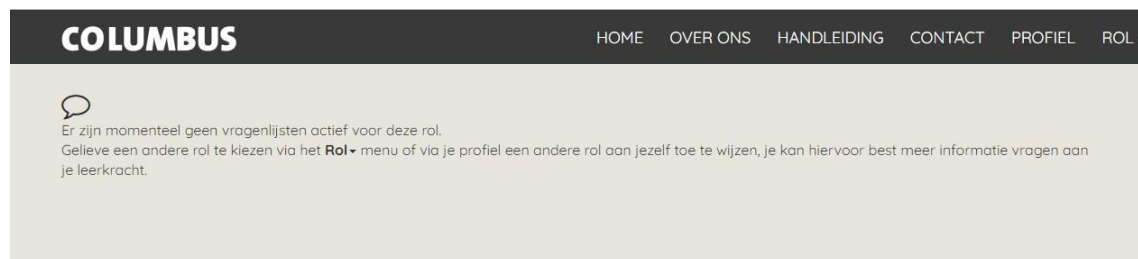 COLUMBUS HOME OVER ONS HANDLEIDING CONTACT PROFIEL ROL
Er zijn momenteel geen vragenlijsten actief voor deze rol.
Gelieve een andere rol te kiezen via het Rol menu of via je profiel een andere rol aan jezelf toe te wijzen, je kan hiervoor best meer informatie vragen aan
je leerkracht.